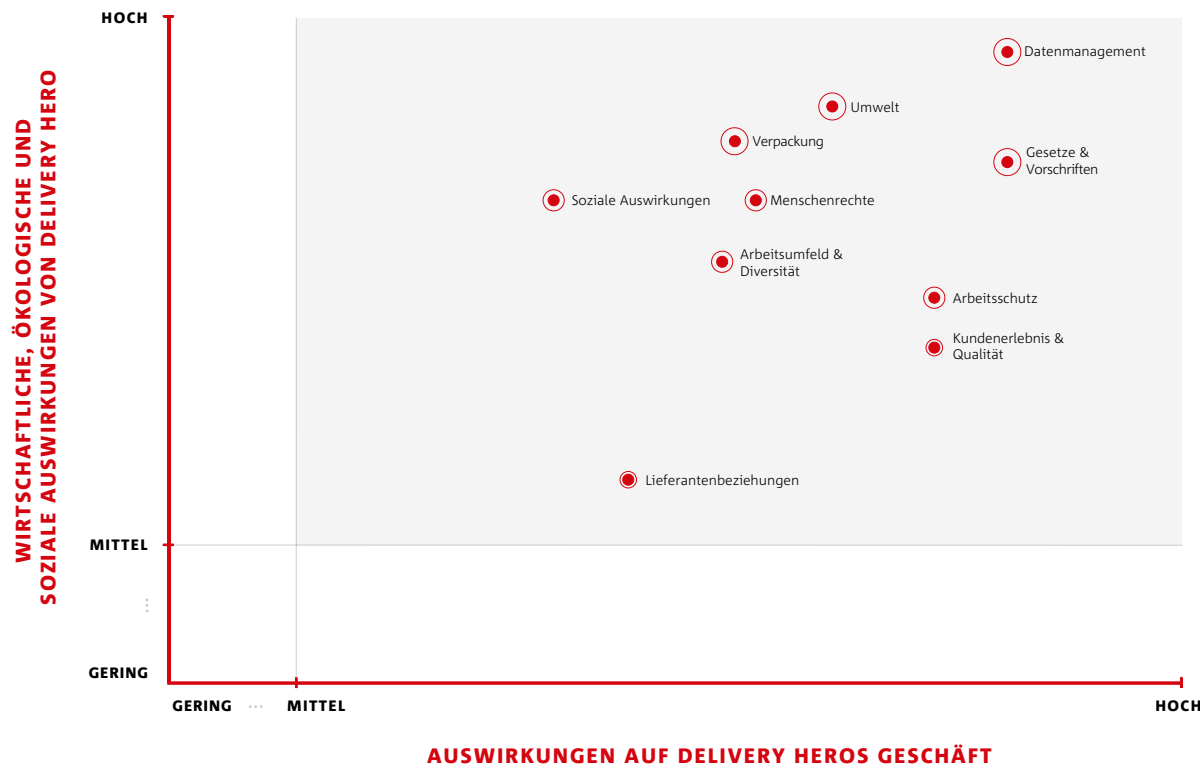 HOCH
WIRTSCHAFTLICHE, ÖKOLOGISCHE UND
SOZIALE AUSWIRKUNGEN VON DELIVERY HERO
Datenmanagement
Umwelt
Verpackung
Gesetze &
Vorschriften
Soziale Auswirkungen
Menschenrechte
Arbeitsumfeld &
Diversität
Arbeitsschutz
Kundenerlebnis &
Qualität
Lieferantenbeziehungen
MITTEL
GERING
GERING ... MITTEL HOCH
AUSWIRKUNGEN AUF DELIVERY HEROS GESCHÄFT